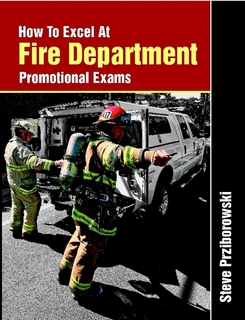 How To Excel At
Fire Department
Promotional Exams
Steve Prziborowski